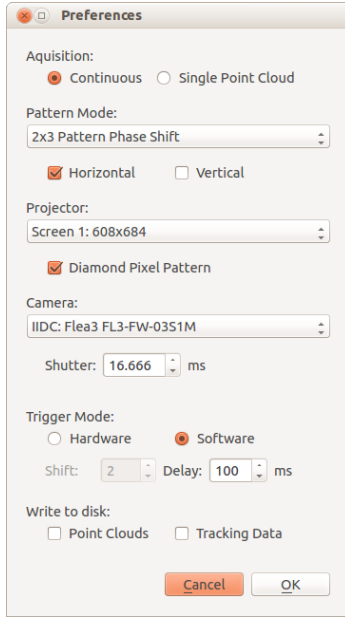 Preferences
Aquisition:
Continuous Single Point Cloud
Pattern Mode:
2x3 Pattern Phase Shift
Horizontal Vertical
Projector:
Screen 1: 608x684
Diamond Pixel Pattern
Camera:
IIDC: Flea3 FL3-FW-03S1M
Shutter: 16.666 ms
Trigger Mode:
Hardware Software
Shift: 2 Delay: 100 ms
Write to disk:
Point Clouds Tracking Data
Cancel OK